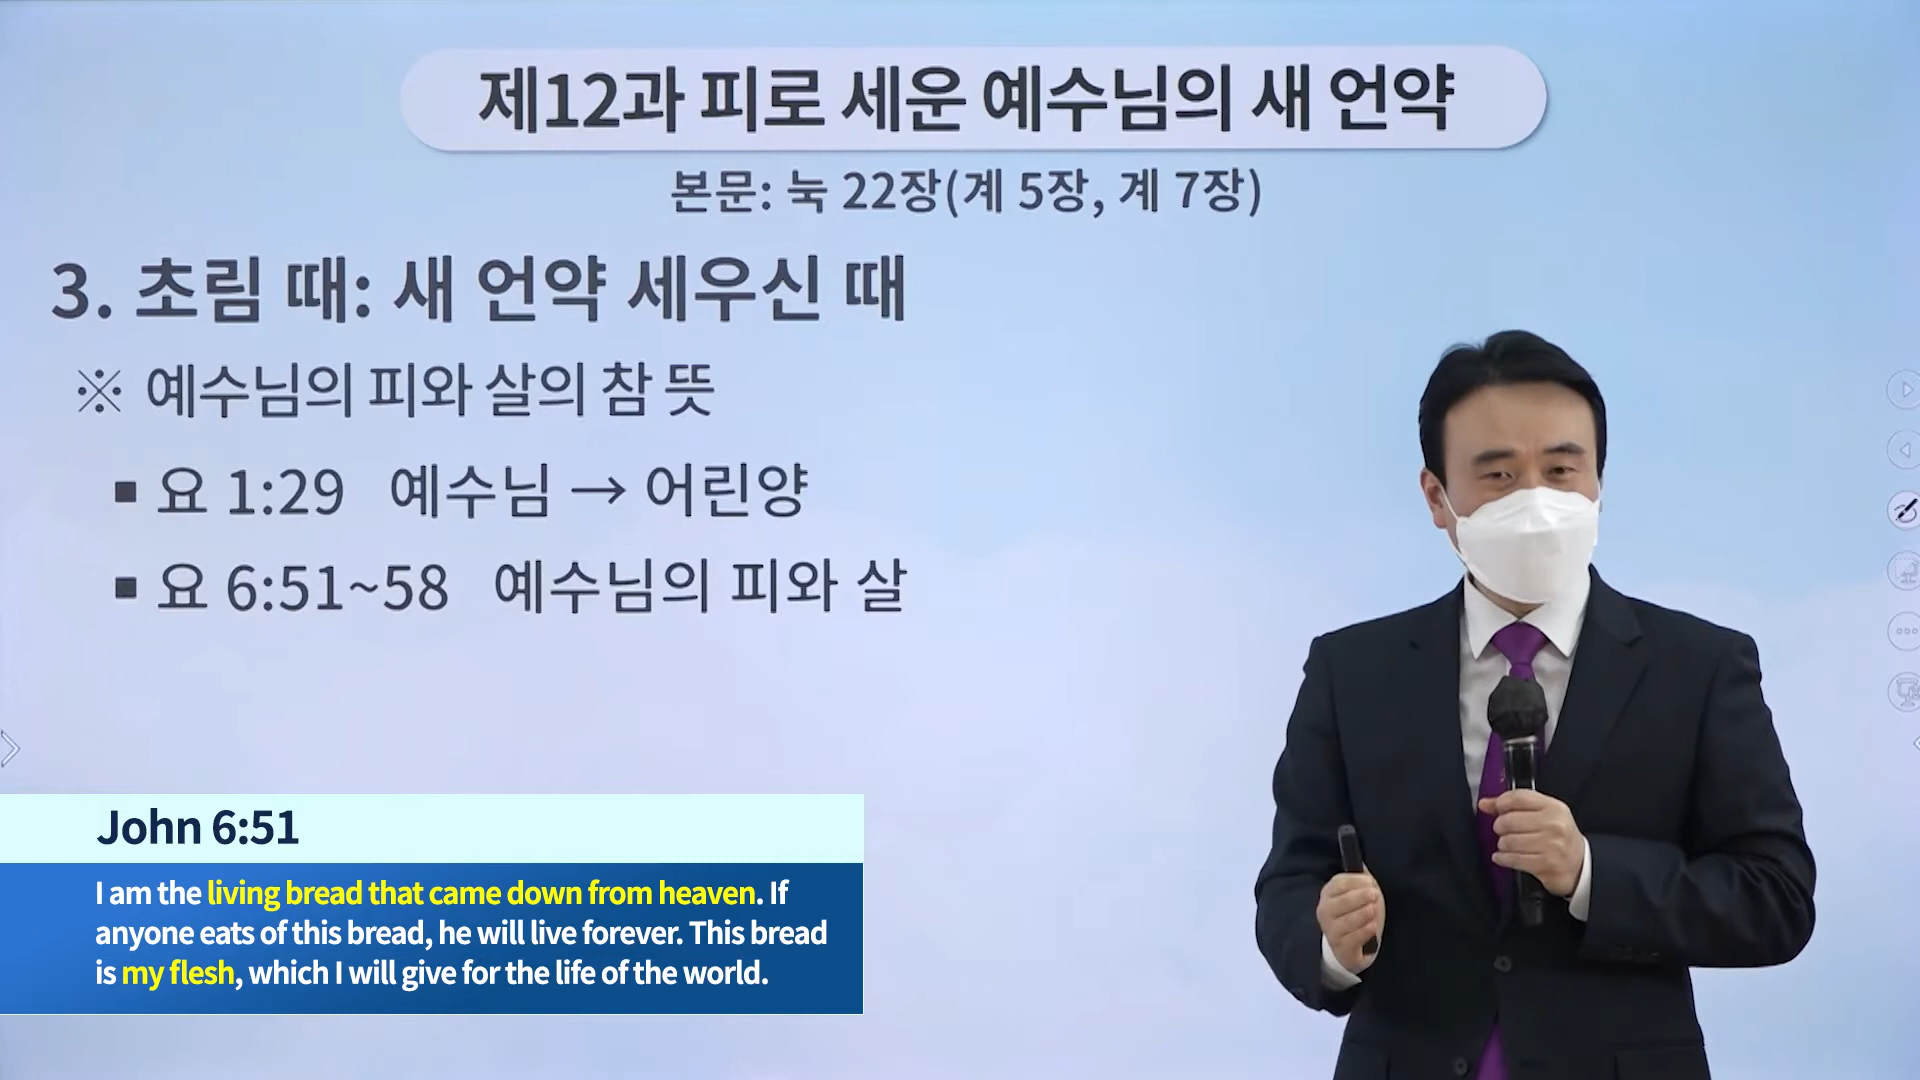 제12과 피로 세운 예수님의 새 언약
본문: 눅 22장(계 5장, 계 7장)
3. 초림 때: 새 언약 세우신 때
※ 예수님의 피와 살의 참 뜻
▪ 요 1:29 예수님 → 어린양
▪ 요 6:51~58 예수님의 피와 살
John 6:51
I am the living bread that came down from heaven. If
anyone eats of this bread, he will live forever. This bread
is my flesh, which I will give for the life of the world.